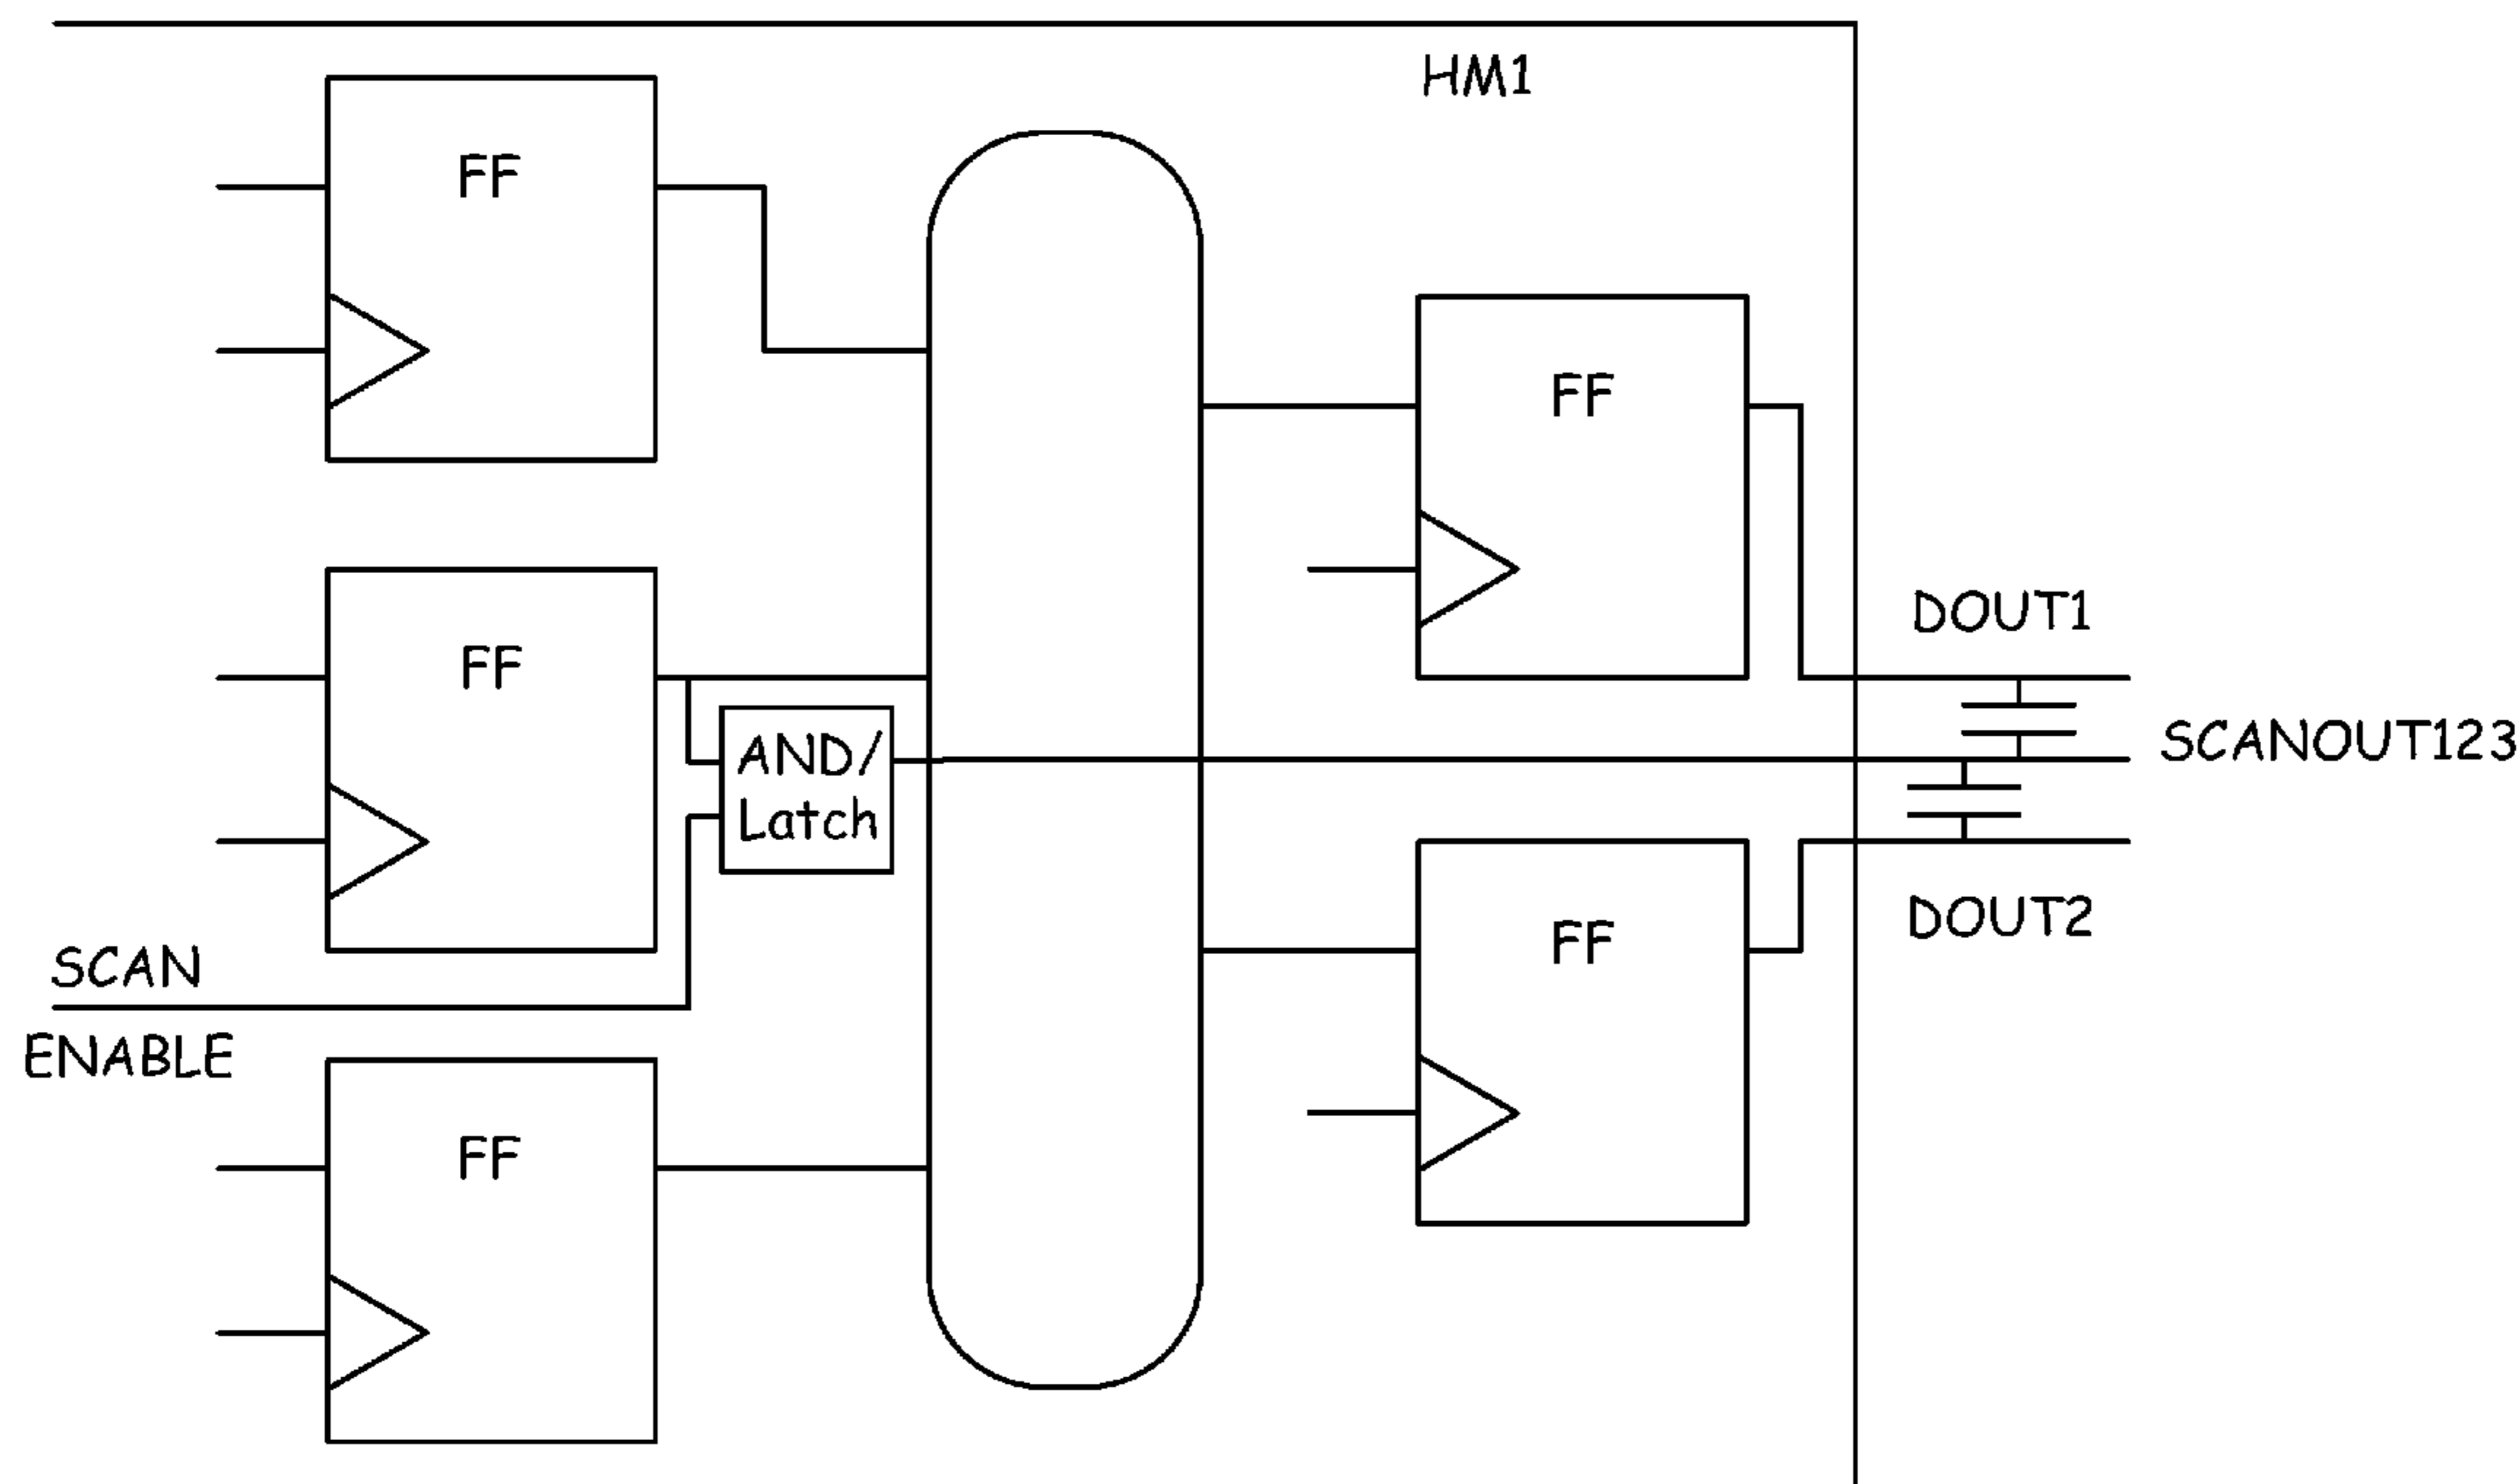 HM1
FF
FF
DOUT1
FF
AND/
Latch
SCANOUT123
DOUT2
FF
SCAN
ENABLE
FF